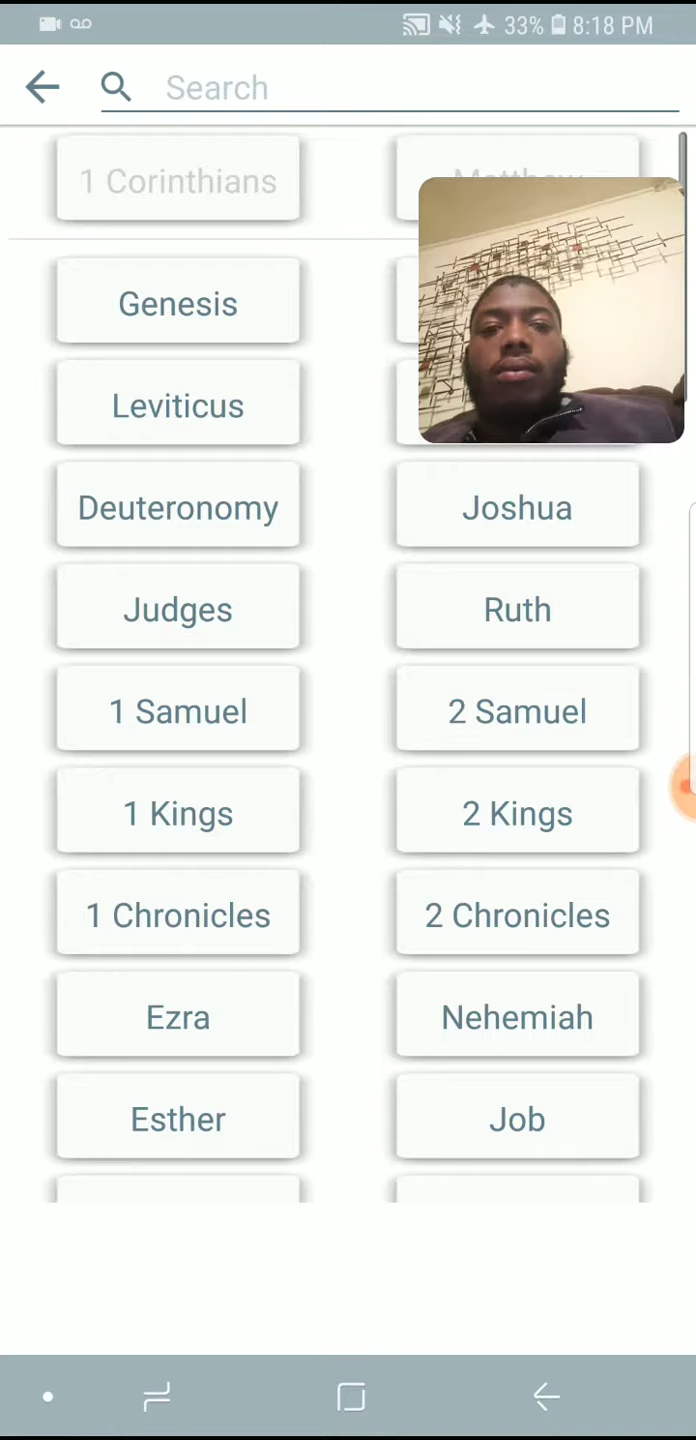 33% 8:18 PM
Search
1 Corinthians
Genesis
Leviticus
Deuteronomy Joshua
Judges Ruth
1 Samuel 2 Samuel
1 Kings 2 Kings
1 Chronicles 2 Chronicles
Ezra Nehemiah
Esther Job